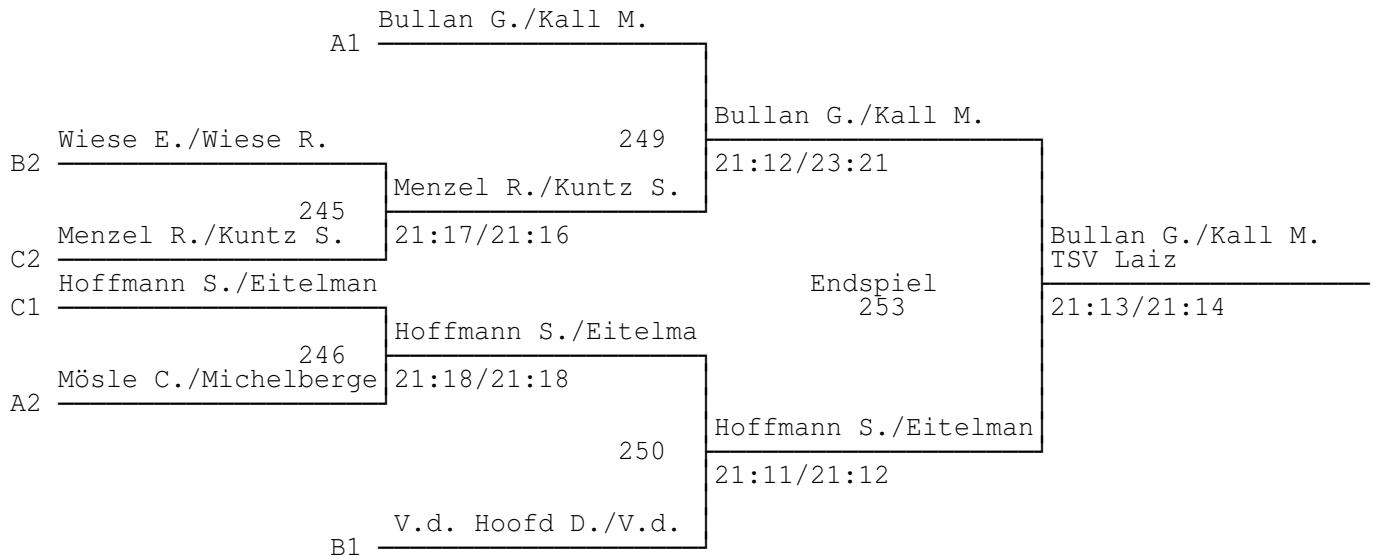 Bullan G./Kall M.
A1
Bullan G./Kall M.
Wiese E./Wiese R.
249
B2
21:12/23:21
Menzel R./Kuntz S.
245
Menzel R./Kuntz S.
21:17/21:16
Bullan G./Kall M.
C2
TSV Laiz
Hoffmann S./Eitelman
Endspiel
C1
253
21:13/21:14
Hoffmann S./Eitelma
246
Mösle C./Michelberge
21:18/21:18
A2
Hoffmann S./Eitelman
250
21:11/21:12
V.d. Hoofd D./V.d.
B1